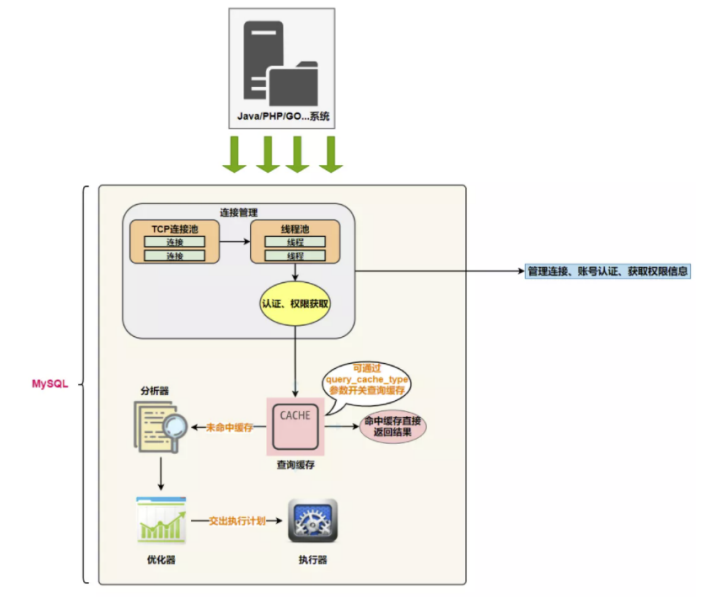 Java/PHP/GO...系统
连接管理
TCP连接池
线程池
连接
线程
连接
线程
管理连接、账号认证、获取权限信息
认证、权限获取
MySQL
可通过
query_cache_type
参数开关查询缓存
分析器
CACHE
未命中缓存
命中缓存直接
返回结果
查询缓存
交出执行计划
优化器
执行器